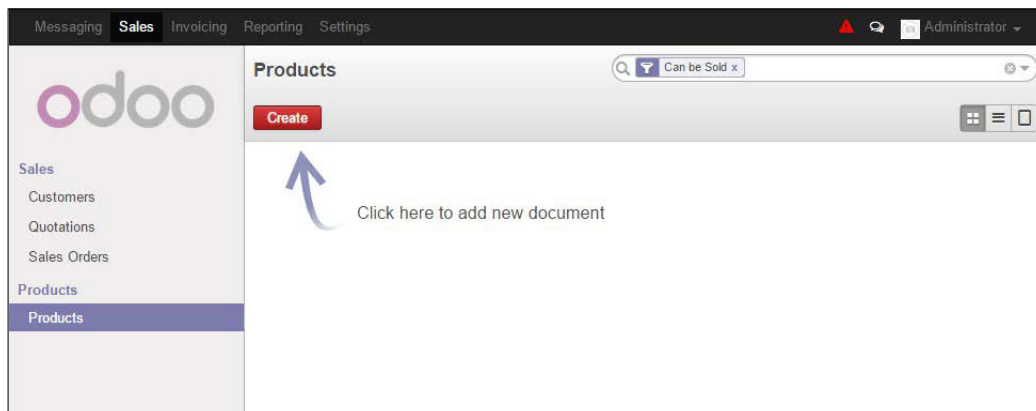 Messaging Sales Invoicing Reporting Settings Administrator
odoo
Products
Can be Sold x
Create
Sales
Customers
Quotations
Sales Orders
Products
Products
Click here to add new document